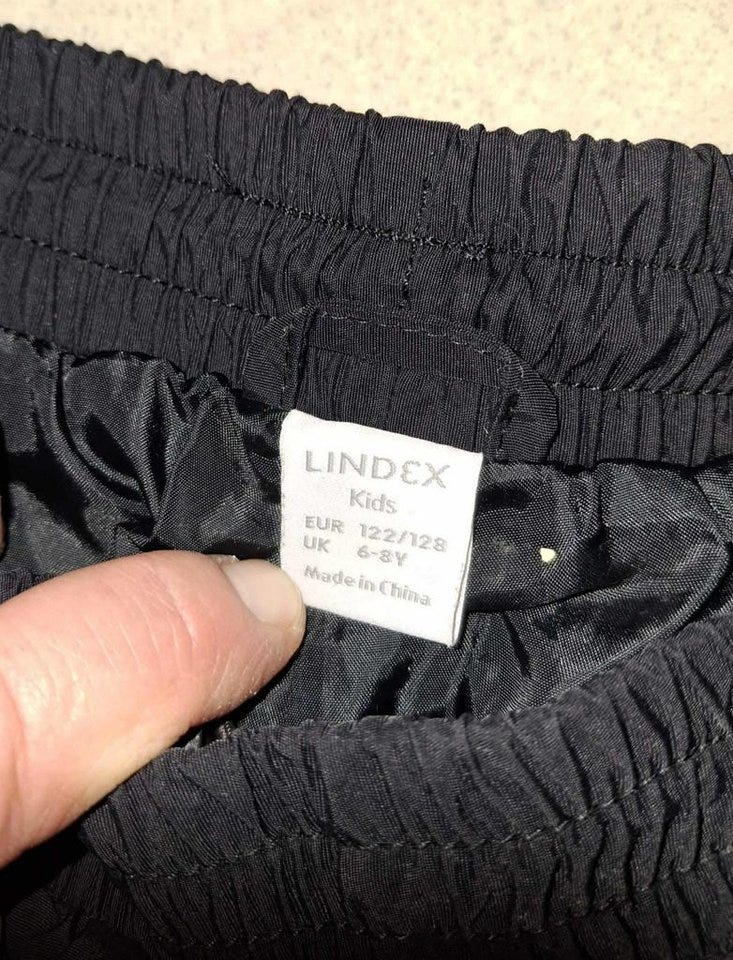 LINDEX
Kids
EUR 122/128
UK 6-8Y
Made in China